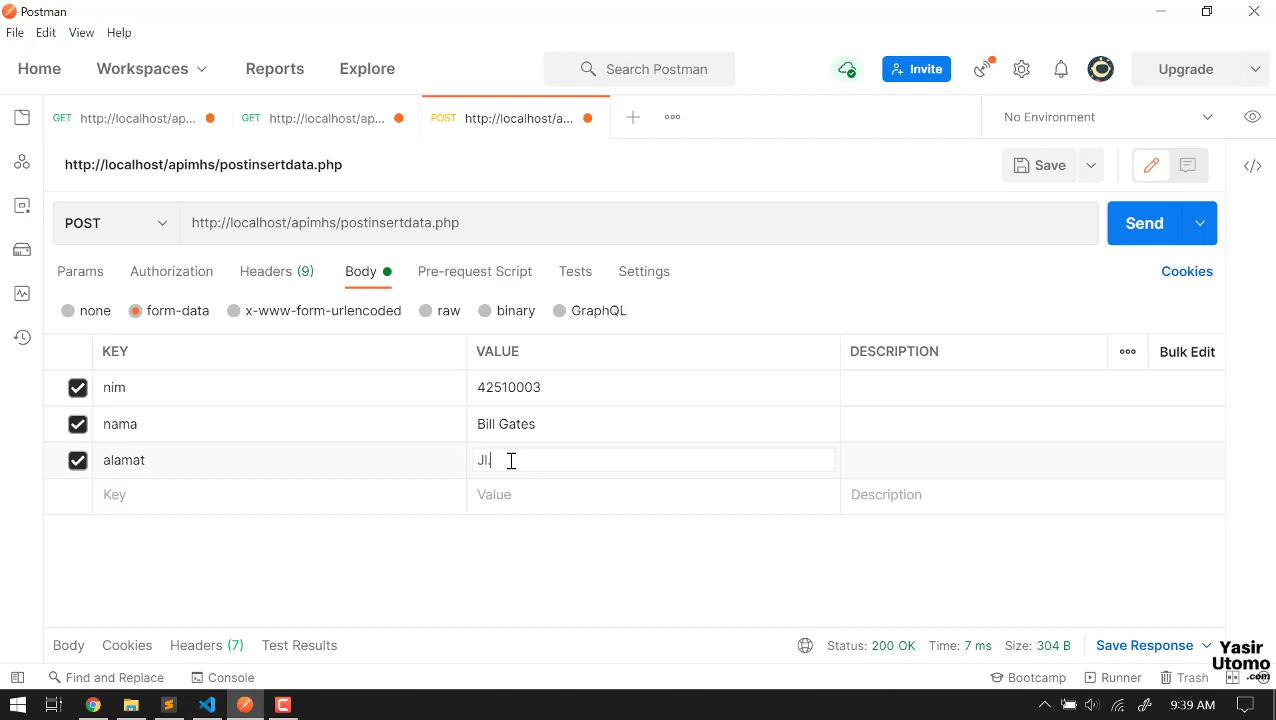 Postman
File Edit View Help
Home Workspaces Reports Explore Search Postman Invite Upgrade
GET http://localhost/ap... GET http://localhost/ap... POST http://localhost/a... No Environment
http://localhost/apimhs/postinsertdata.php Save
POST http://localhost/apimhs/postinsertdata.php Send
Params Authorization Headers (9) Body Pre-request Script Tests Settings Cookies
none form-data x-www-form-urlencoded raw binary GraphQL
KEY VALUE DESCRIPTION Bulk Edit
nim 42510003
nama Bill Gates
alamat Jl.
Key Value Description
Body Cookies Headers (7) Test Results Status: 200 OK Time: 7 ms Size: 304 B Save Response
Yasir
Utomo
.com
Find and Replace Console Bootcamp Runner Trash
9:39 AM